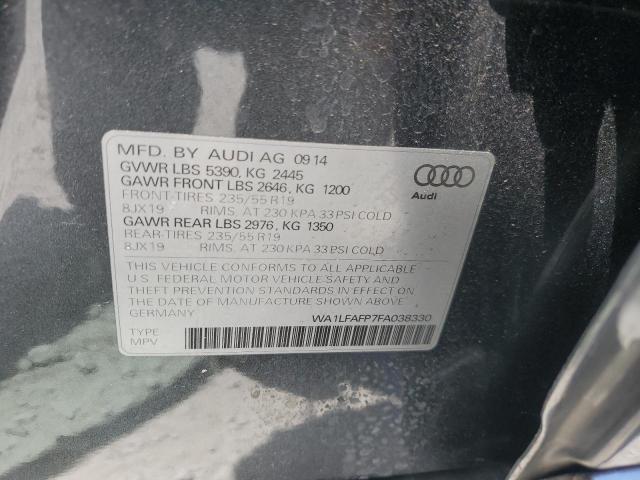 MFD. BY AUDI AG 09 14
GVWR LBS 5390, KG 2445
GAWR FRONT LBS 2646, KG 1200
FRONT-TIRES 235/55 R19
8JX19 RIMS. AT 230 KPA 33 PSI COLD
GAWR REAR LBS 2976, KG 1350
REAR-TIRES 235/55 R19
8JX19 RIMS. AT 230 KPA 33 PSI COLD
Audi
THIS VEHICLE CONFORMS TO ALL APPLICABLE
U.S. FEDERAL MOTOR VEHICLE SAFETY AND
THEFT PREVENTION STANDARDS IN EFFECT ON
THE DATE OF MANUFACTURE SHOWN ABOVE.
GERMANY
WA1LFAFP7FA038330
TYPE
MPV